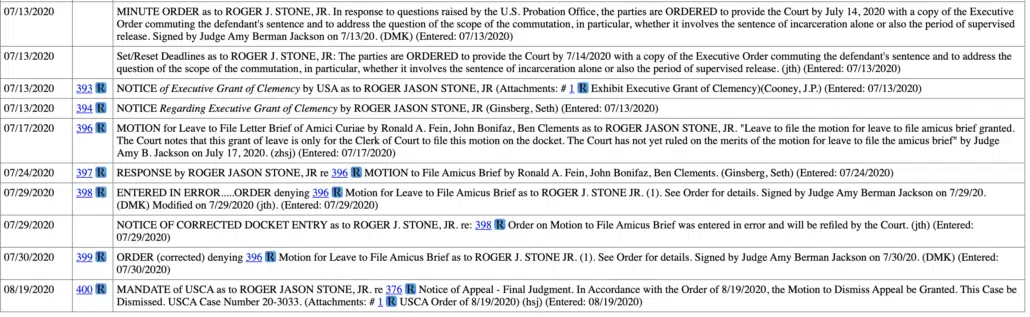 07/13/2020 MINUTE ORDER as to ROGER J. STONE, JR. In response to questions raised by the U.S. Probation Office, the parties are ORDERED to provide the Court by July 14, 2020 with a copy of the Executive
Order commuting the defendant's sentence and to address the question of the scope of the commutation, in particular, whether it involves the sentence of incarceration alone or also the period of supervised
release. Signed by Judge Amy Berman Jackson on 7/13/20. (DMK) (Entered: 07/13/2020)
07/13/2020 Set/Reset Deadlines as to ROGER J. STONE, JR: The parties are ORDERED to provide the Court by 7/14/2020 with a copy of the Executive Order commuting the defendant's sentence and to address the
question of the scope of the commutation, in particular, whether it involves the sentence of incarceration alone or also the period of supervised release. (jth) (Entered: 07/13/2020)
07/13/2020 393 R NOTICE of Executive Grant of Clemency by USA as to ROGER JASON STONE, JR (Attachments: # 1 R Exhibit Executive Grant of Clemency)(Cooney, J.P.) (Entered: 07/13/2020)
07/13/2020 394 R NOTICE Regarding Executive Grant of Clemency by ROGER JASON STONE, JR (Ginsberg, Seth) (Entered: 07/13/2020)
07/17/2020 396 R MOTION for Leave to File Letter Brief of Amici Curiae by Ronald A. Fein, John Bonifaz, Ben Clements as to ROGER JASON STONE, JR. "Leave to file the motion for leave to file amicus brief granted.
The Court notes that this grant of leave is only for the Clerk of Court to file this motion on the docket. The Court has not yet ruled on the merits of the motion for leave to file the amicus brief" by Judge
Amy B. Jackson on July 17, 2020. (zhsj) (Entered: 07/17/2020)
07/24/2020 397 R RESPONSE by ROGER JASON STONE, JR re 396 R MOTION to File Amicus Brief by Ronald A. Fein, John Bonifaz, Ben Clements. (Ginsberg, Seth) (Entered: 07/24/2020)
07/29/2020 398 R ENTERED IN ERROR.....ORDER denying 396 R Motion for Leave to File Amicus Brief as to ROGER J. STONE JR. (1). See Order for details. Signed by Judge Amy Berman Jackson on 7/29/20.
(DMK) Modified on 7/29/2020 (jth). (Entered: 07/29/2020)
07/29/2020 NOTICE OF CORRECTED DOCKET ENTRY as to ROGER J. STONE, JR. re: 398 R Order on Motion to File Amicus Brief was entered in error and will be refiled by the Court. (jth) (Entered:
07/29/2020)
07/30/2020 399 R ORDER (corrected) denying 396 R Motion for Leave to File Amicus Brief as to ROGER J. STONE JR. (1). See Order for details. Signed by Judge Amy Berman Jackson on 7/30/20. (DMK) (Entered:
07/30/2020)
08/19/2020 400 R MANDATE of USCA as to ROGER JASON STONE, JR re 376 R Notice of Appeal - Final Judgment. In Accordance with the Order of 8/19/2020, the Motion to Dismiss Appeal be Granted. This Case be
Dismissed. USCA Case Number 20-3033. (Attachments: # 1 R USCA Order of 8/19/2020) (hsj) (Entered: 08/19/2020)